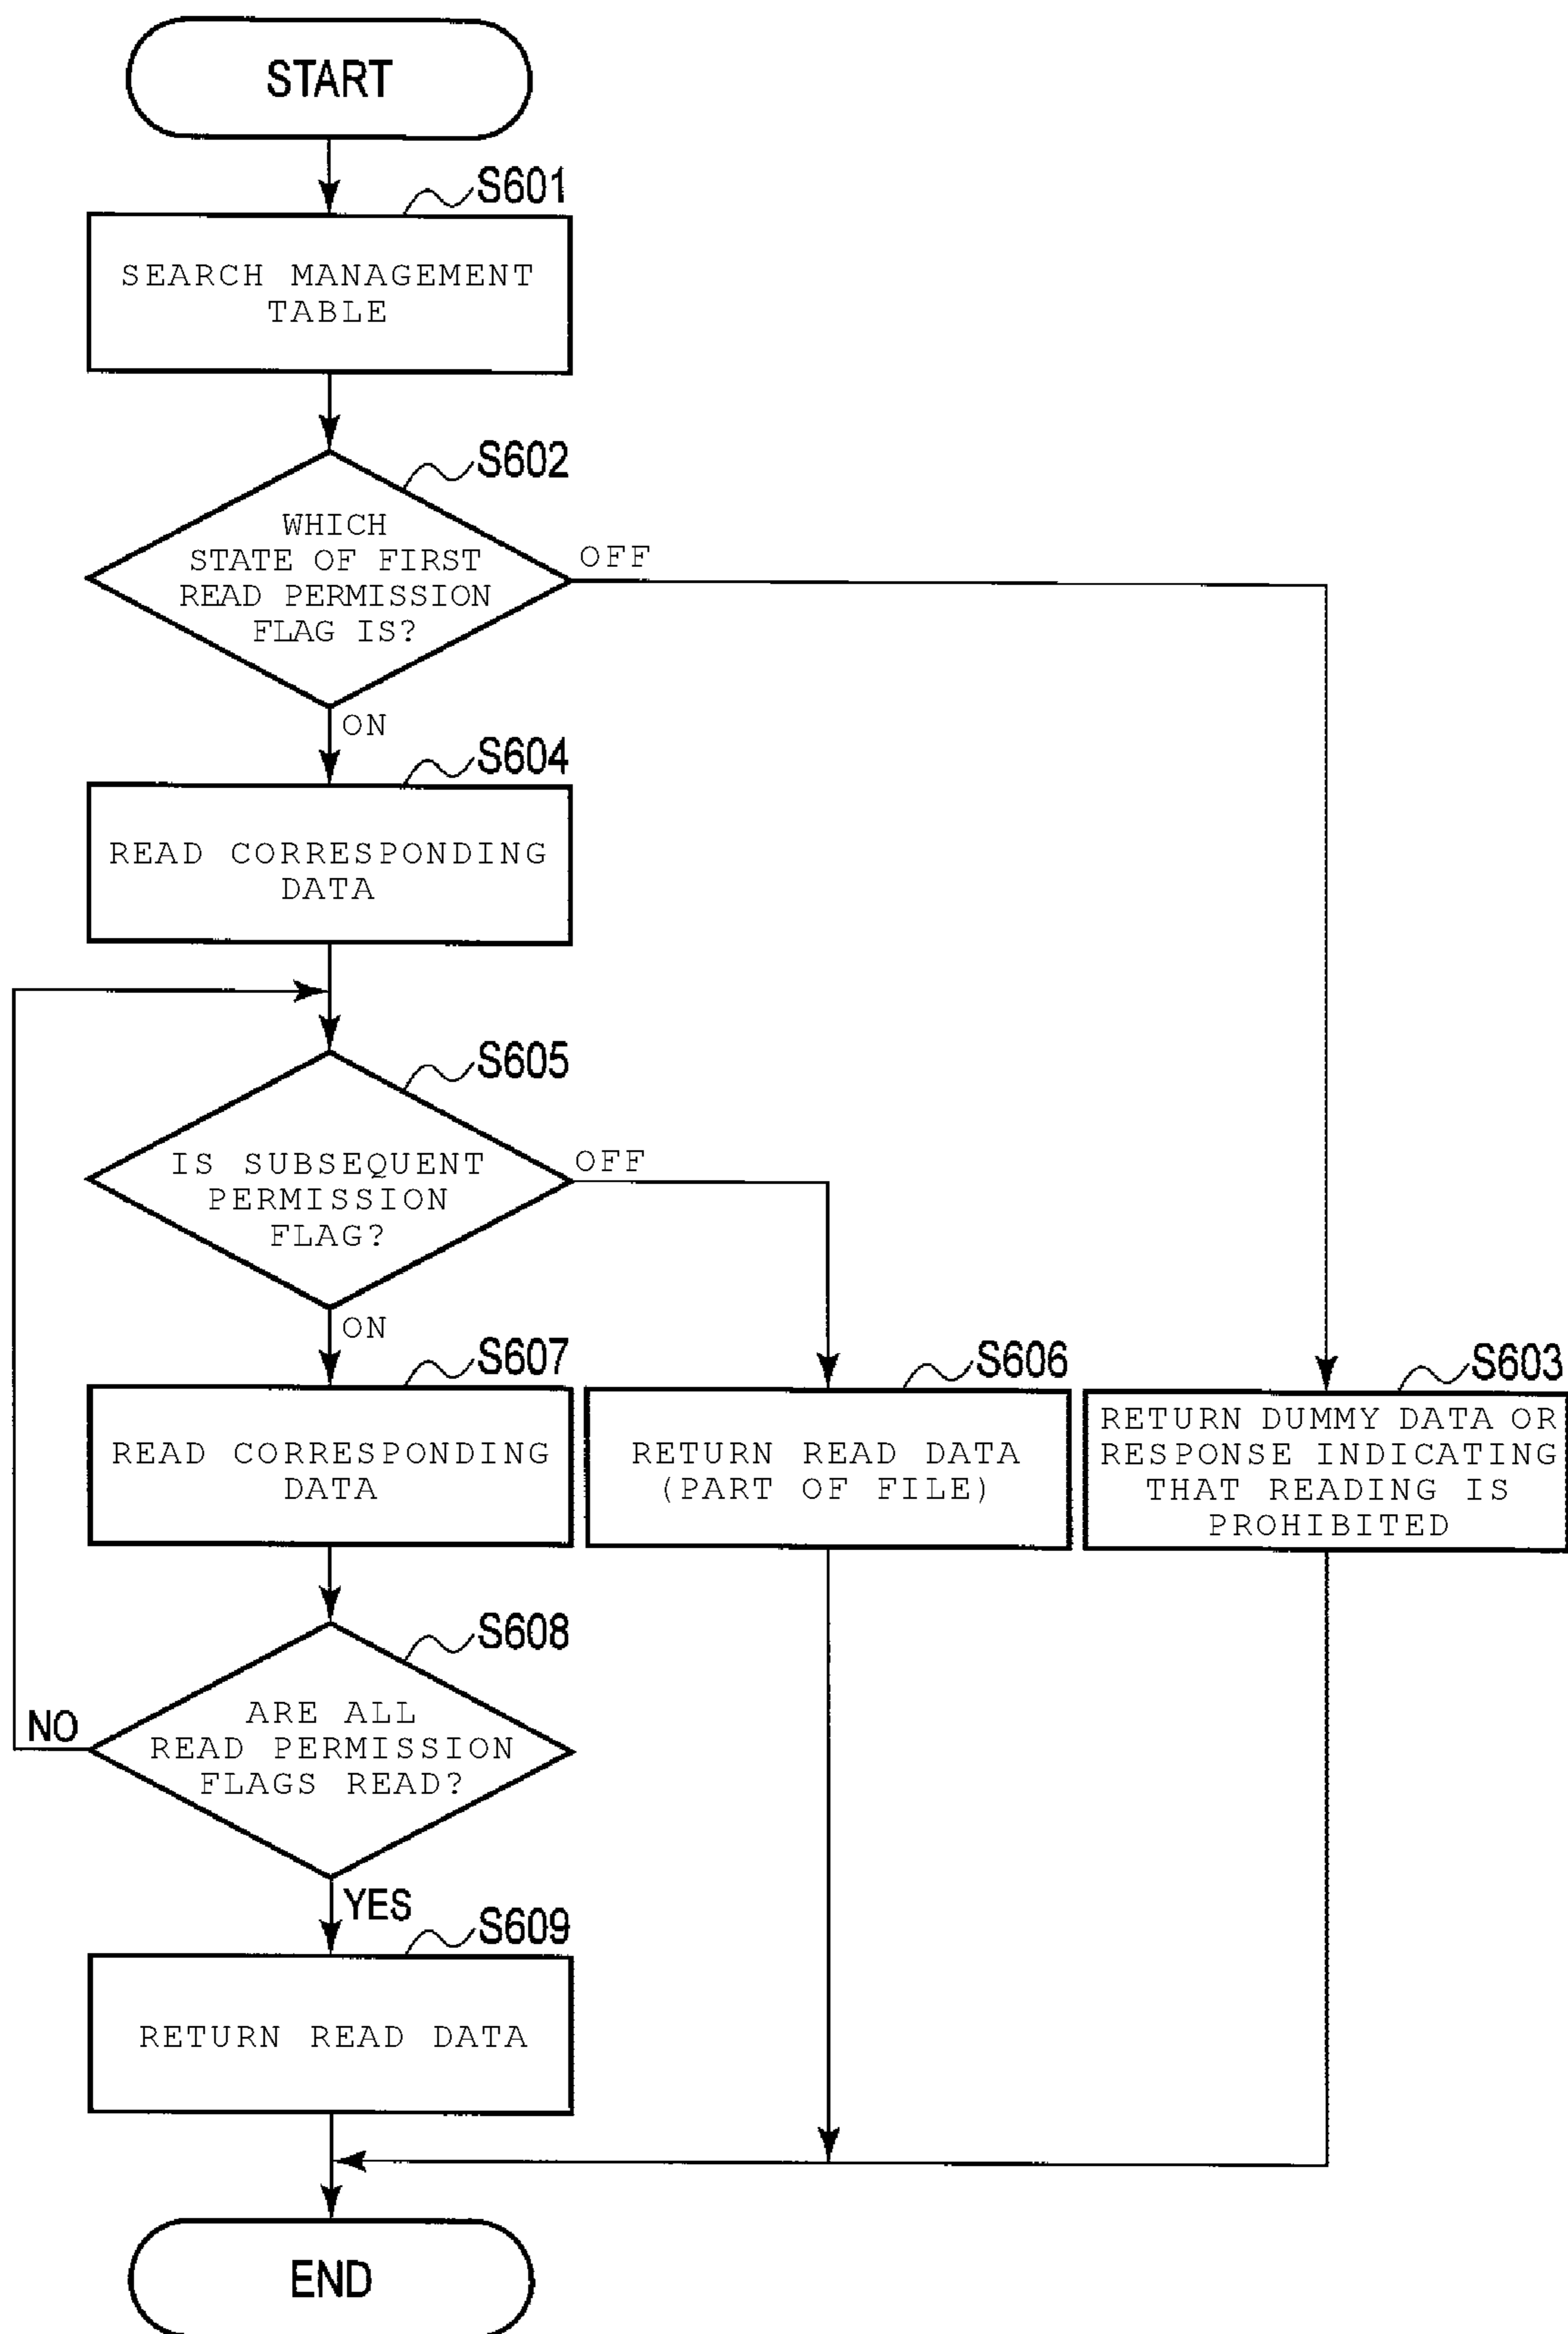 START
S601
SEARCH MANAGEMENT
TABLE
S602
WHICH
STATE OF FIRST
READ PERMISSION
FLAG IS?
OFF
ON
S604
READ CORRESPONDING
DATA
S605
IS SUBSEQUENT
PERMISSION
FLAG?
OFF
ON
S607
READ CORRESPONDING
DATA
S606
RETURN READ DATA
(PART OF FILE)
S603
RETURN DUMMY DATA OR
RESPONSE INDICATING
THAT READING IS
PROHIBITED
S608
ARE ALL
READ PERMISSION
FLAGS READ?
NO
YES
S609
RETURN READ DATA
END